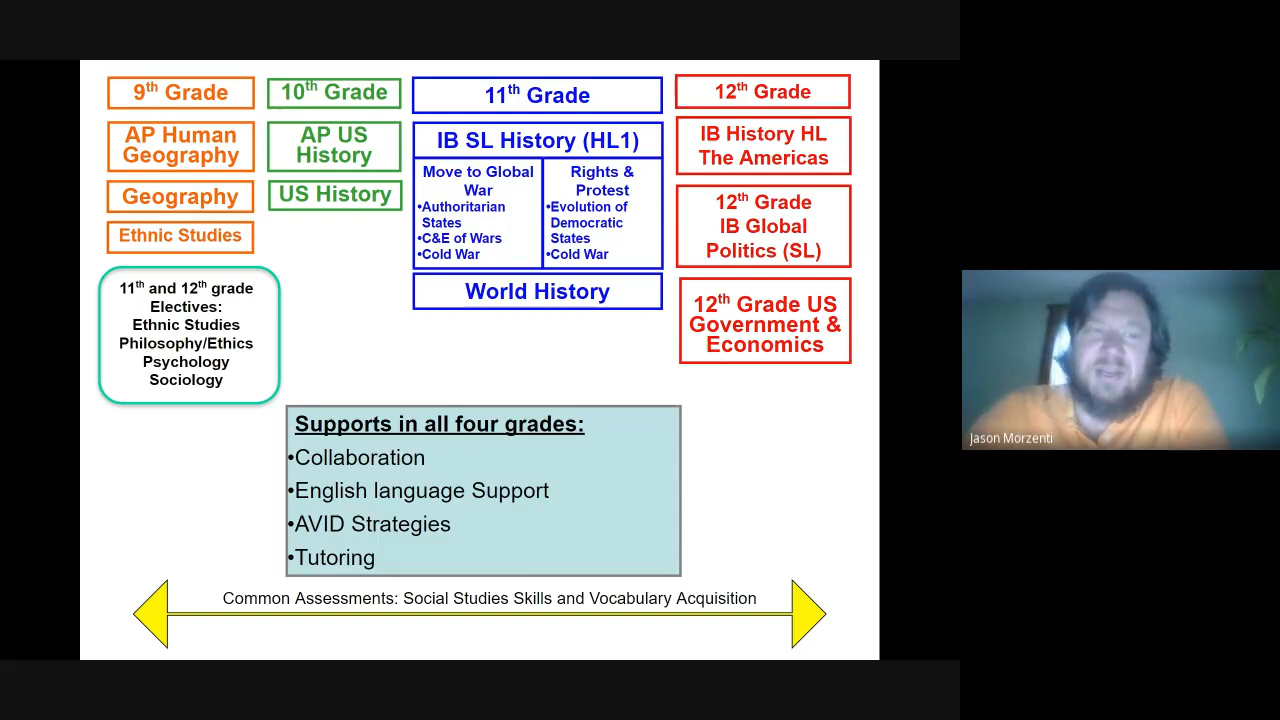 9th Grade
AP Human
Geography
Geography
Ethnic Studies
11th and 12th grade
Electives:
Ethnic Studies
Philosophy/Ethics
Psychology
Sociology
10th Grade
AP US
History
US History
11th Grade
IB SL History (HL1)
Move to Global
War
•Authoritarian
States
•C&E of Wars
•Cold War
Rights &
Protest
•Evolution of
Democratic
States
•Cold War
World History
12th Grade
IB History HL
The Americas
12th Grade
IB Global
Politics (SL)
12th Grade US
Government &
Economics
Supports in all four grades:
•Collaboration
•English language Support
•AVID Strategies
•Tutoring
Common Assessments: Social Studies Skills and Vocabulary Acquisition
Jason Morzenti